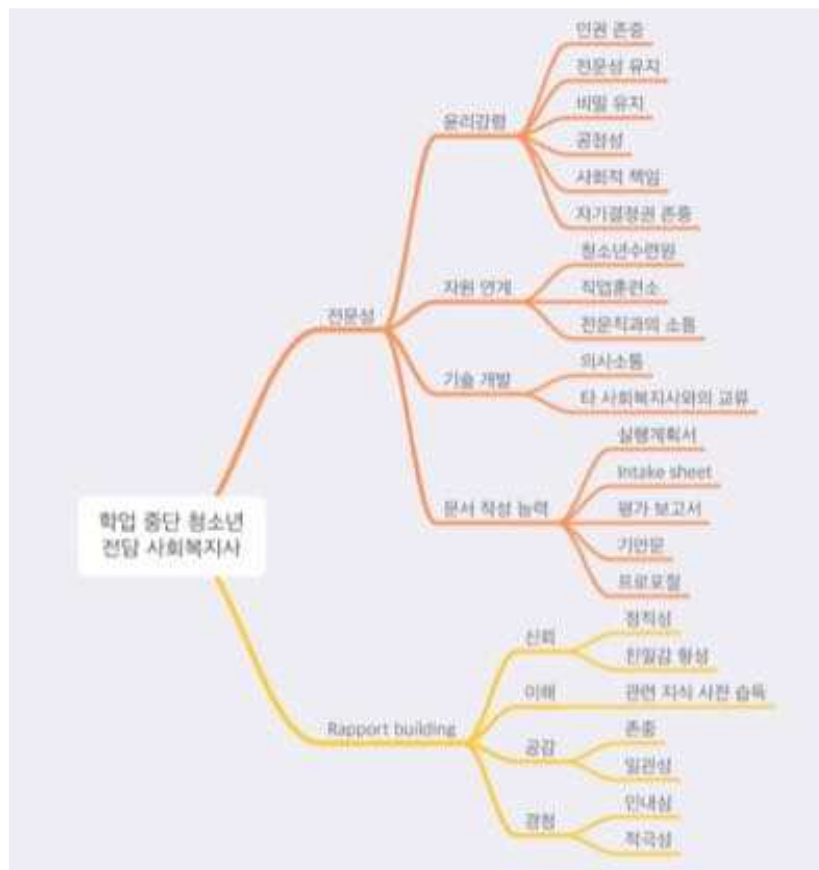 인권 존중
전문성 유지
비밀 유지
윤리강령
공정성
사회적 책임
자기결정권 존중
청소년수련원
자원 연계
직업훈련소
전문성
전문직과의 소통
의사소통
기술 개발
타 사회복지사와의 교류
실행계획서
Intake sheet
문서 작성 능력
평가 보고서
기안문
프로포절
학업 중단 청소년
전담 사회복지사
정직성
신뢰
친밀감 형성
이해
관련 지식 사전 습득
Rapport building
존중
공감
일관성
인내심
경청
적극성